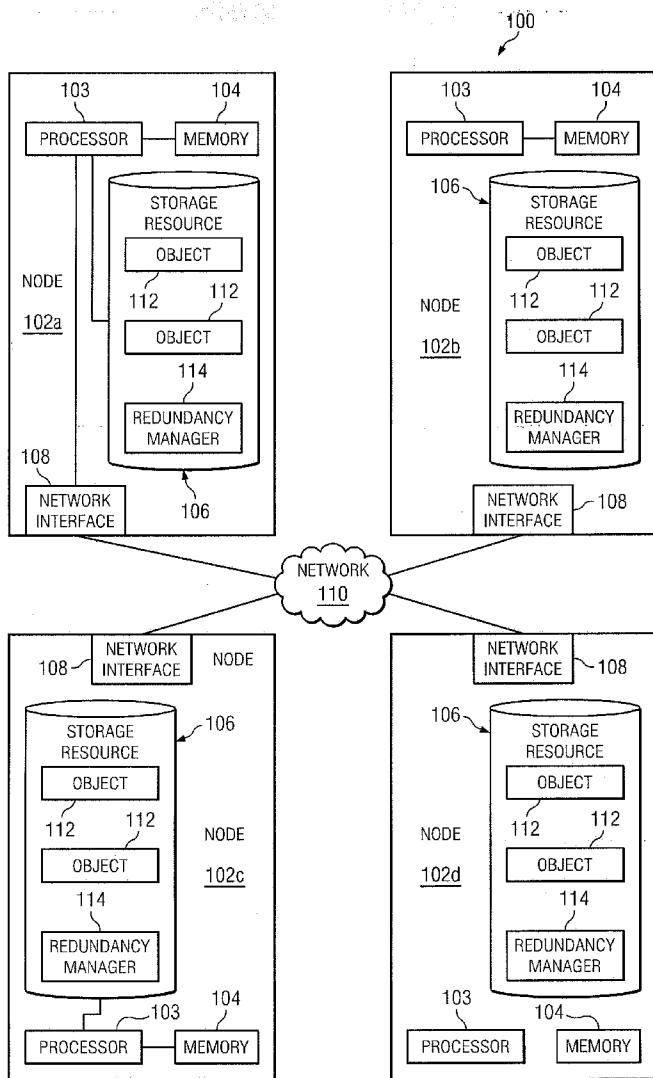 100
103
104
PROCESSOR
MEMORY
STORAGE
RESOURCE
OBJECT
112
112
OBJECT
114
REDUNDANCY
MANAGER
NODE
102a
108
NETWORK
INTERFACE
106
103
104
PROCESSOR
MEMORY
106
STORAGE
RESOURCE
OBJECT
112
112
OBJECT
114
REDUNDANCY
MANAGER
NODE
102b
NETWORK
INTERFACE
108
NETWORK
110
108
NETWORK
INTERFACE
NODE
106
STORAGE
RESOURCE
OBJECT
112
112
OBJECT
114
REDUNDANCY
MANAGER
NODE
102c
103
104
PROCESSOR
MEMORY
NETWORK
INTERFACE
108
106
STORAGE
RESOURCE
OBJECT
112
112
OBJECT
114
REDUNDANCY
MANAGER
NODE
102d
103
104
PROCESSOR
MEMORY